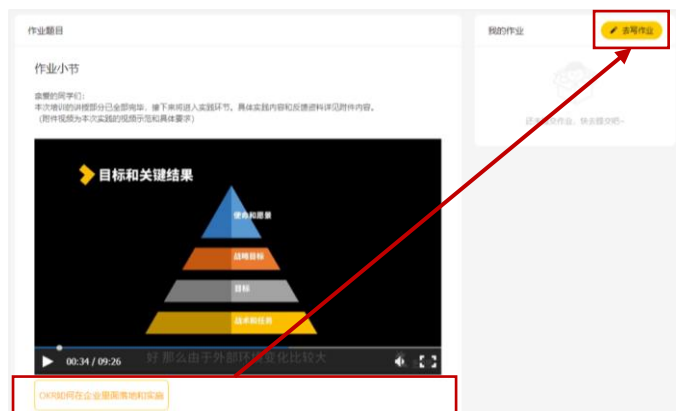 作业题目
我的作业
去写作业
作业小节
亲爱的同学们：
本次培训的讲授部分已全部完毕，接下来将进入实践环节。具体实践内容和反馈资料详见附件内容。
（附件视频为本次实践的视频示范和具体要求）
目标和关键结果
使命和愿景
战略目标
目标
战术和任务
好 那么由于外部环境变化比较大
00:34 / 09:26
OKR如何在企业里面落地和实施